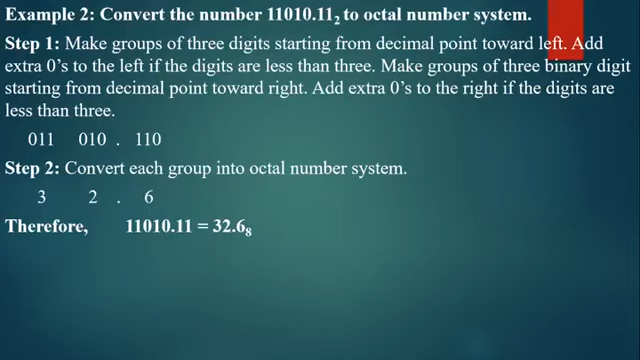 Example 2: Convert the number 11010.11₂ to octal number system.
Step 1: Make groups of three digits starting from decimal point toward left. Add
extra 0’s to the left if the digits are less than three. Make groups of three binary digit
starting from decimal point toward right. Add extra 0’s to the right if the digits are
less than three.
011 010 . 110
Step 2: Convert each group into octal number system.
3 2 . 6
Therefore, 11010.11 = 32.6₈